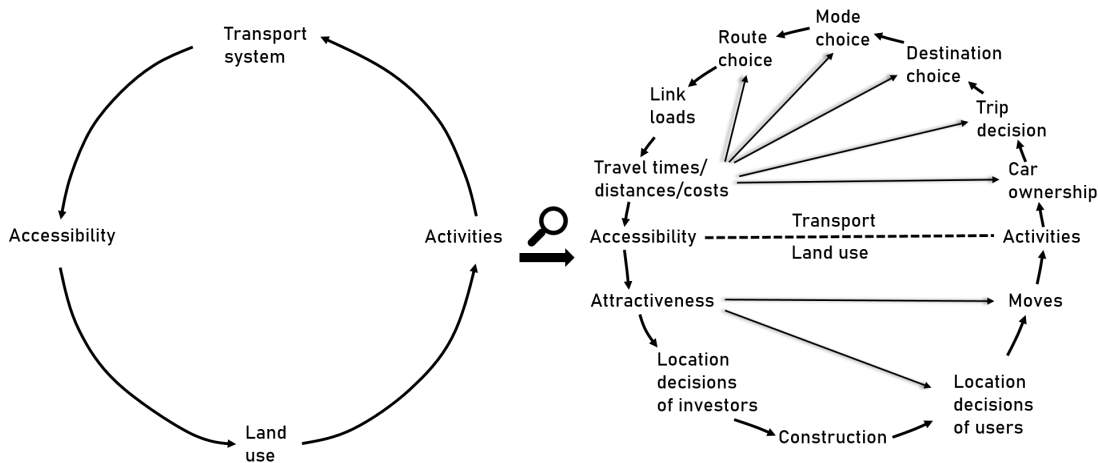 Transport
system
Accessibility
Activities
Land
use
Mode
choice
Route
choice
Destination
choice
Link
loads
Trip
decision
Travel times/
distances/costs
Car
ownership
Transport
Accessibility
Activities
Land use
Attractiveness
Moves
Location
decisions
of investors
Location
decisions
of users
Construction